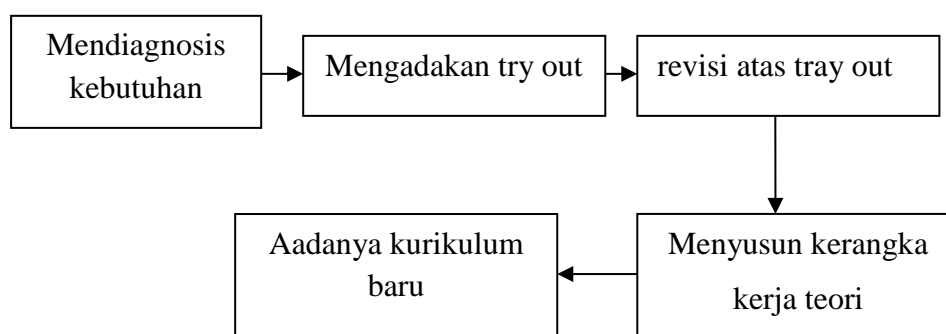 Mendiagnosis
kebutuhan
Mengadakan try out
revisi atas tray out
Menyusun kerangka
kerja teori
Aadanya kurikulum
baru